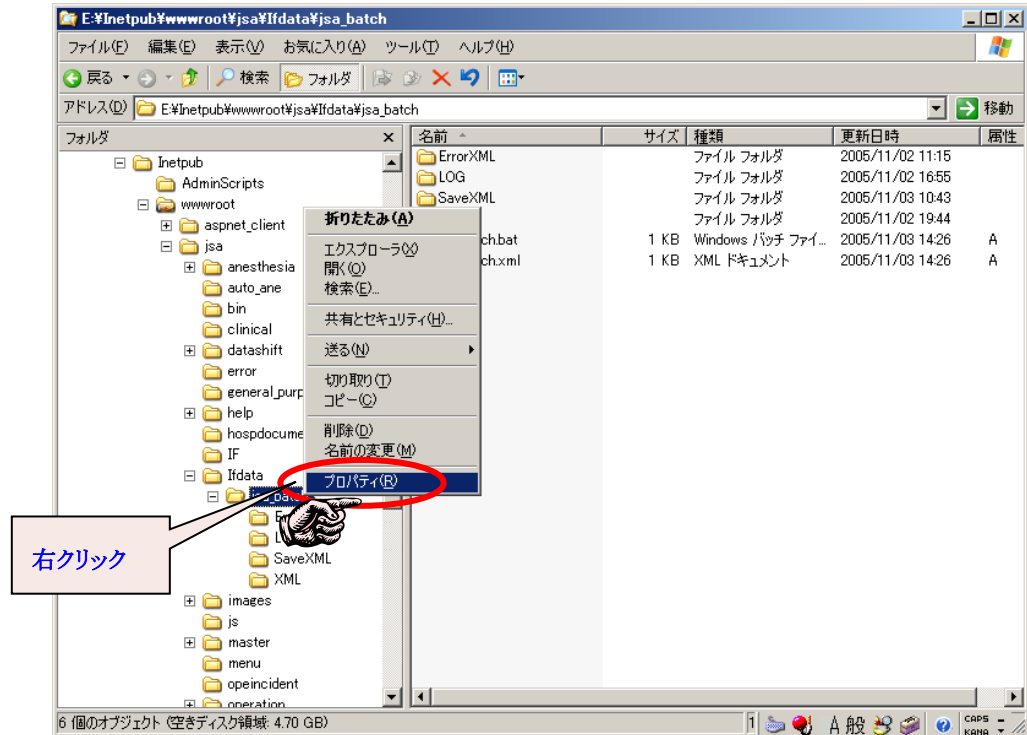 E:¥Inetpub¥wwwroot¥jsa¥Ifdata¥jsa_batch
ファイル(F) 編集(E) 表示(V) お気に入り(A) ツール(T) ヘルプ(H)
戻る 検索 フォルダ
アドレス(D) E:¥Inetpub¥wwwroot¥jsa¥Ifdata¥jsa_batch 移動
フォルダ
Inetpub
AdminScripts
wwwroot
aspnet_client
jsa
anesthesia
auto_ane
bin
clinical
datashift
error
general_purp
help
hospdocume
IF
Ifdata
SaveXML
XML
images
js
master
menu
opeincident
operation
名前 サイズ 種類 更新日時 属性
ErrorXML ファイル フォルダ 2005/11/02 11:15
LOG ファイル フォルダ 2005/11/02 16:55
SaveXML ファイル フォルダ 2005/11/03 10:43
ファイル フォルダ 2005/11/02 19:44
ch.bat 1 KB Windows バッチ ファイ... 2005/11/03 14:26 A
ch.xml 1 KB XML ドキュメント 2005/11/03 14:26 A
折りたたみ(A)
エクスプローラ(X)
開く(O)
検索(E)...
共有とセキュリティ(H)...
送る(N)
切り取り(T)
コピー(C)
削除(D)
名前の変更(M)
プロパティ(R)
右クリック
6 個のオブジェクト (空きディスク領域: 4.70 GB)
A 般
CAPS
KANA